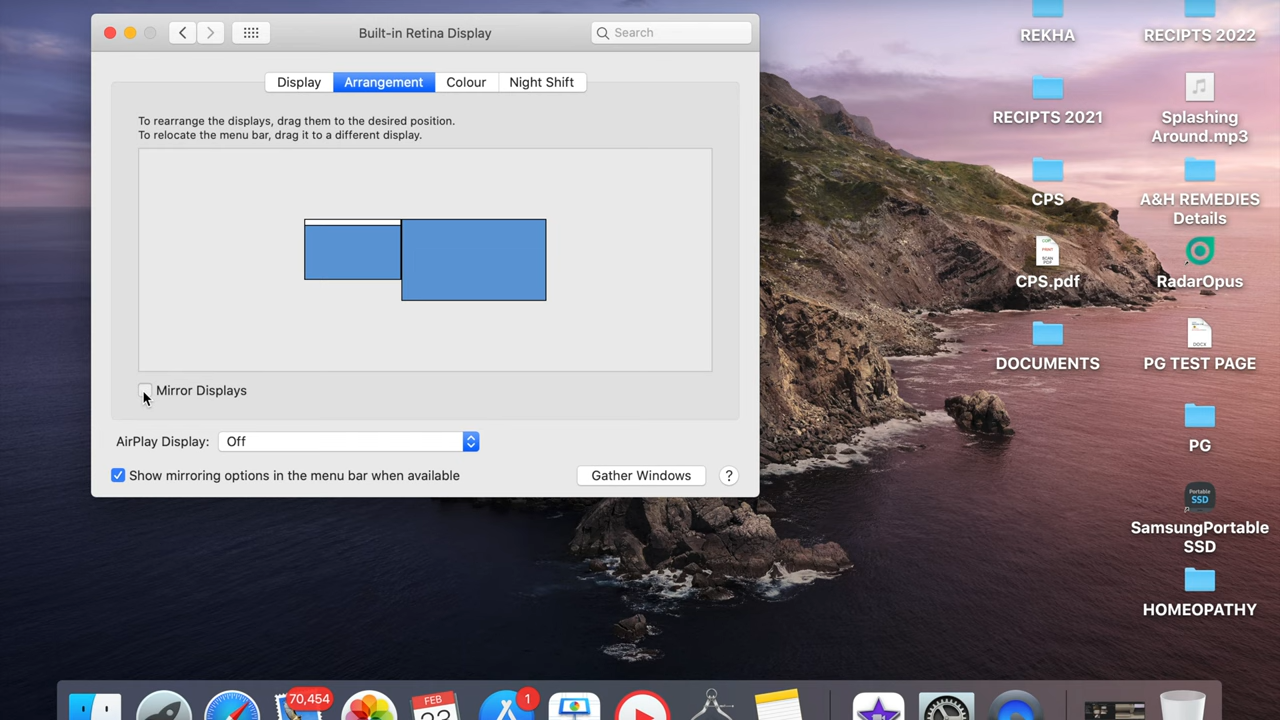 Built-in Retina Display
Search
Display
Arrangement
Colour
Night Shift
To rearrange the displays, drag them to the desired position.
To relocate the menu bar, drag it to a different display.
Mirror Displays
AirPlay Display:
Off
Show mirroring options in the menu bar when available
Gather Windows
?
REKHA
RECIPTS 2022
RECIPTS 2021
Splashing
Around.mp3
CPS
A&H REMEDIES
Details
CPS.pdf
RadarOpus
DOCUMENTS
DOCX
PG TEST PAGE
PG
Portable
SSD
SamsungPortable
SSD
HOMEOPATHY
70,454
FEB
1